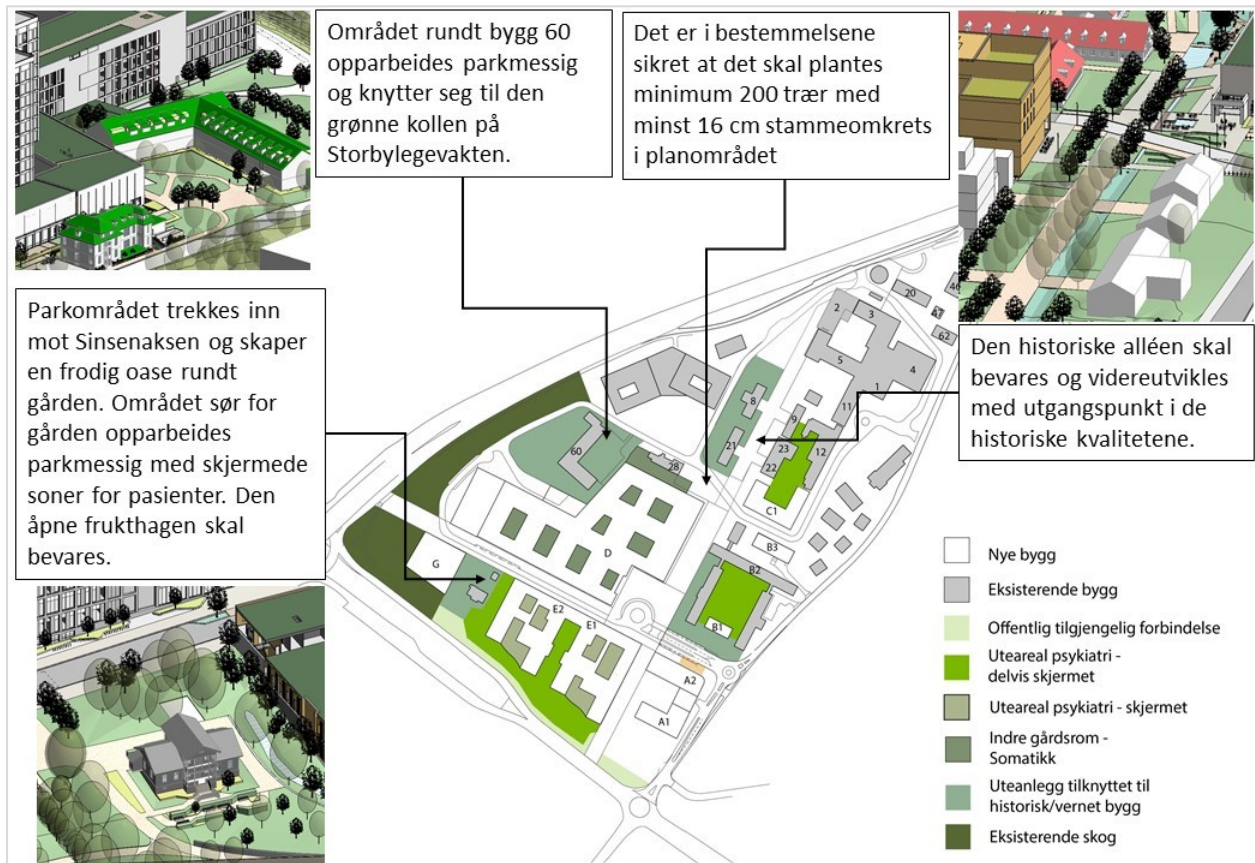 Området rundt bygg 60
opparbeides parkmessig
og knytter seg til den
grønne kollen på
Storbylegevakten.
Det er i bestemmelsene
sikret at det skal plantes
minimum 200 trær med
minst 16 cm stammeomkrets
i planområdet
Parkområdet trekkes inn
mot Sinsenaksen og skaper
en frodig oase rundt
gården. Området sør for
gården opparbeides
parkmessig med skjermede
soner for pasienter. Den
åpne frukthagen skal
bevares.
Den historiske alléen skal
bevares og videreutvikles
med utgangspunkt i de
historiske kvalitetene.
20
2
3
62
5
4
8
1
11
9
21
12
23
22
60
28
C1
D
B3
B2
G
E2
E1
B1
A2
A1
Nye bygg
Eksisterende bygg
Offentlig tilgjengelig forbindelse
Uteareal psykiatri -
delvis skjermet
Uteareal psykiatri - skjermet
Indre gårdsrom -
Somatikk
Uteanlegg tilknyttet til
historisk/vernet bygg
Eksisterende skog